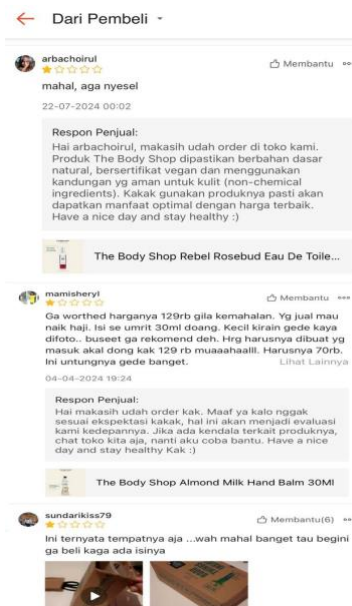 Dari Pembeli
arbachoirul
Membantu
mahal, aga nyesel
22-07-2024 00:02
Respon Penjual:
Hai arbachoirul, makasih udah order di toko kami.
Produk The Body Shop dipastikan berbahan dasar
natural, bersertifikat vegan dan menggunakan
kandungan yg aman untuk kulit (non-chemical
ingredients). Kakak gunakan produknya pasti akan
dapatkan manfaat optimal dengan harga terbaik.
Have a nice day and stay healthy :)
The Body Shop Rebel Rosebud Eau De Toile...
mamisheryl
Membantu
Ga worthed harganya 129rb gila kemahalan. Yg jual mau
naik haji. Isi se umrit 30ml doang. Kecil kirain gede kaya
difoto.. buset ga rekomend deh. Hrg harusnya dibuat yg
masuk akal dong kak 129 rb muaaahaalll. Harusnya 70rb.
Ini untungnya gede banget. Lihat Lainnya
04-04-2024 19:24
Respon Penjual:
Hai makasih udah order kak. Maaf ya kalo nggak
sesuai ekspektasi kakak, hal ini akan menjadi evaluasi
kami kedepannya. Jika ada kendala terkait produknya,
chat toko kita aja, nanti aku coba bantu. Have a nice
day and stay healthy Kak :)
The Body Shop Almond Milk Hand Balm 30Ml
sundarikiss79
Membantu(6)
Ini ternyata tempatnya aja ...wah mahal banget tau begini
ga beli kaga ada isinya